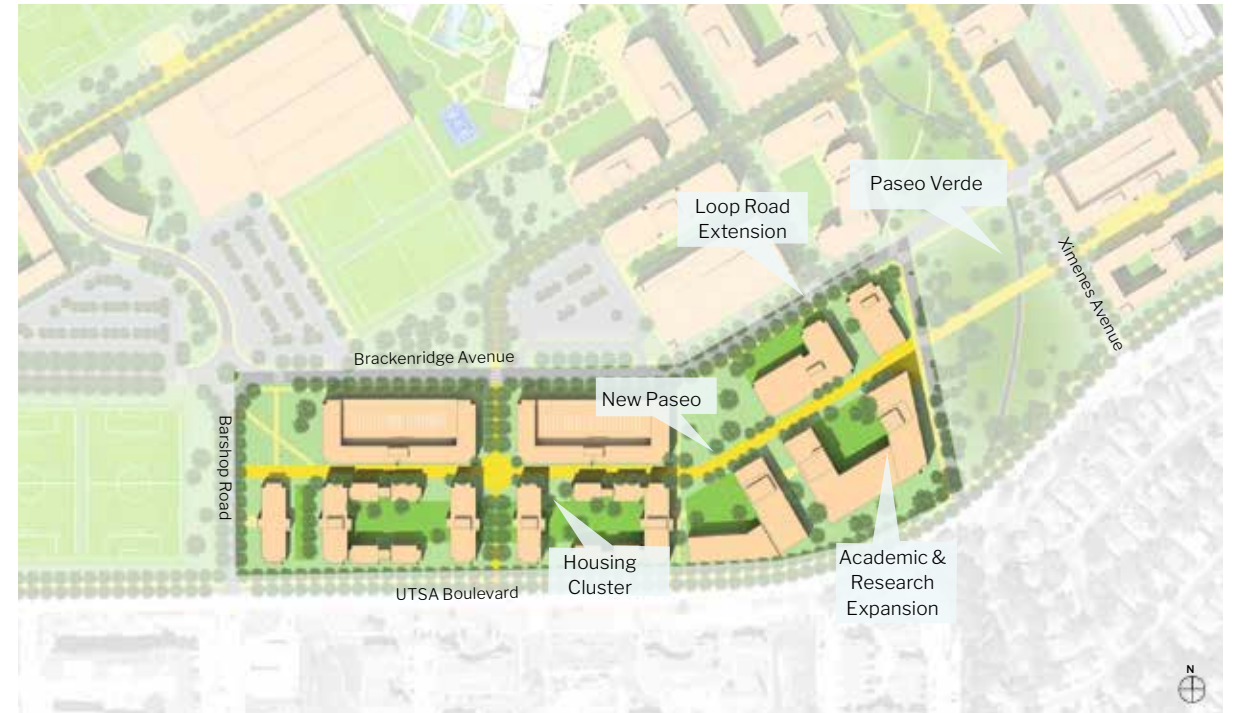 Paseo Verde
Loop Road
Extension
Ximenes Avenue
Brackenridge Avenue
New Paseo
Barshop Road
Housing
Cluster
Academic &
Research
Expansion
UTSA Boulevard
N